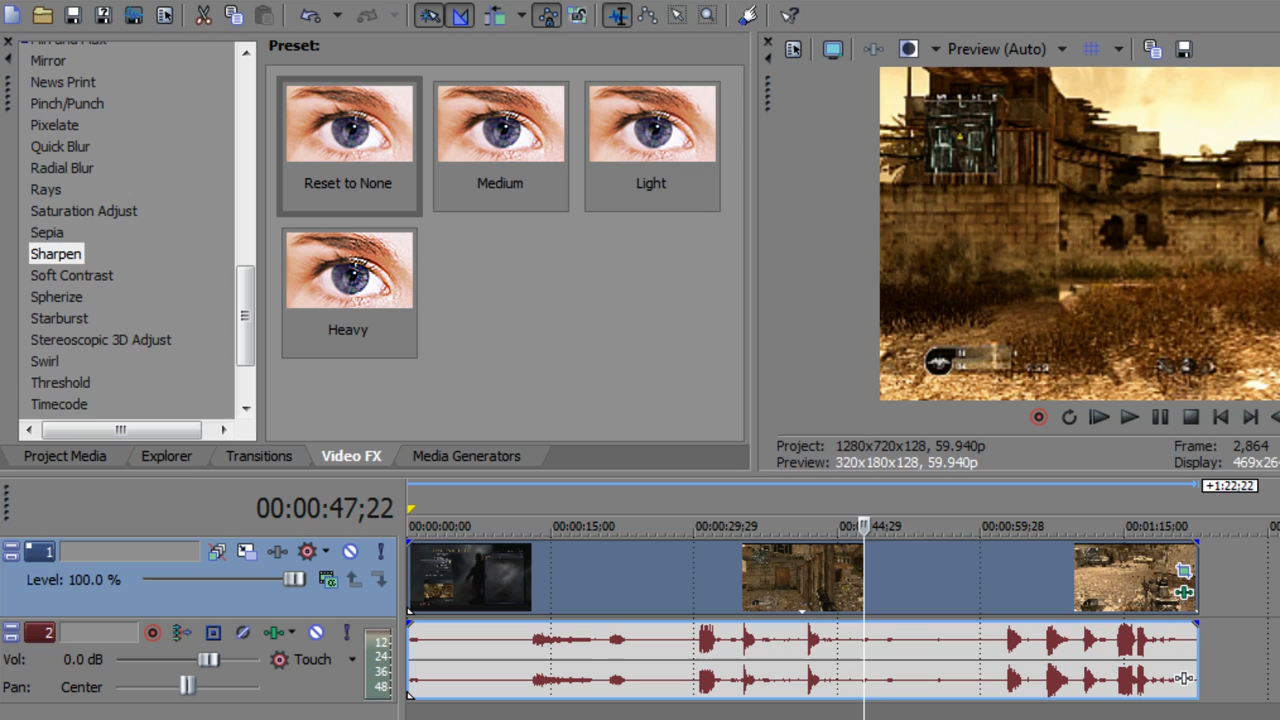 Preset:
Mirror
News Print
Pinch/Punch
Pixelate
Quick Blur
Radial Blur
Rays
Saturation Adjust
Sepia
Sharpen
Soft Contrast
Spherize
Starburst
Stereoscopic 3D Adjust
Swirl
Threshold
Timecode
Reset to None
Medium
Light
Heavy
Project Media
Explorer
Transitions
Video FX
Media Generators
Preview (Auto)
Project: 1280x720x128, 59.940p
Preview: 320x180x128, 59.940p
Frame: 2,864
Display: 469x26
+1:22;22
00:00:47;22
00:00:00;00
00:00:15;00
00:00:29;29
44;29
00:00:59;28
00:01:15;00
1
Level: 100.0 %
2
Vol: 0.0 dB
Touch
Pan: Center
12
24
36
48